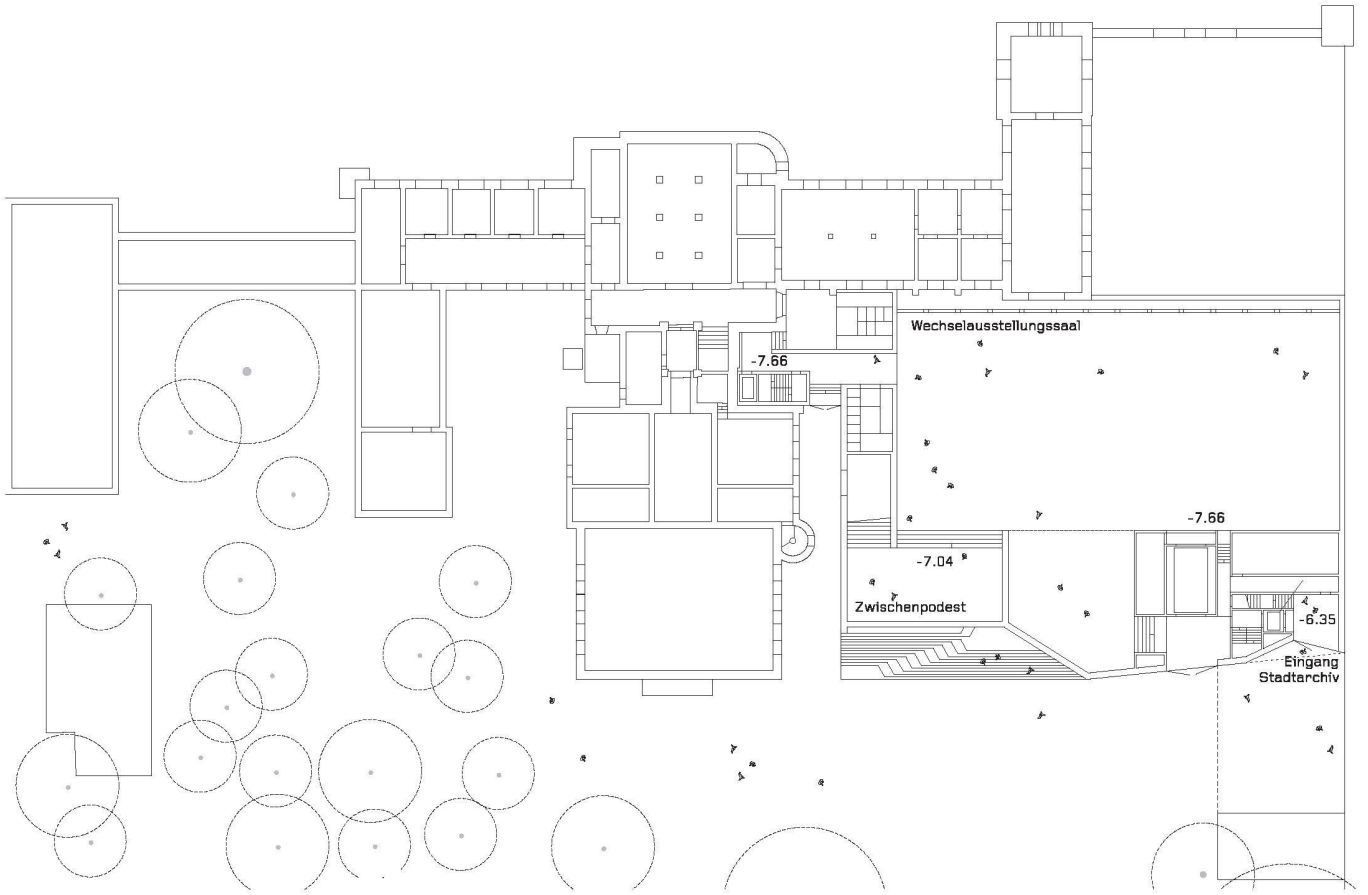 Wechselausstellungssaal
-7.66
-7.66
-7.04
Zwischenpodest
-6.35
Eingang
Stadtarchiv